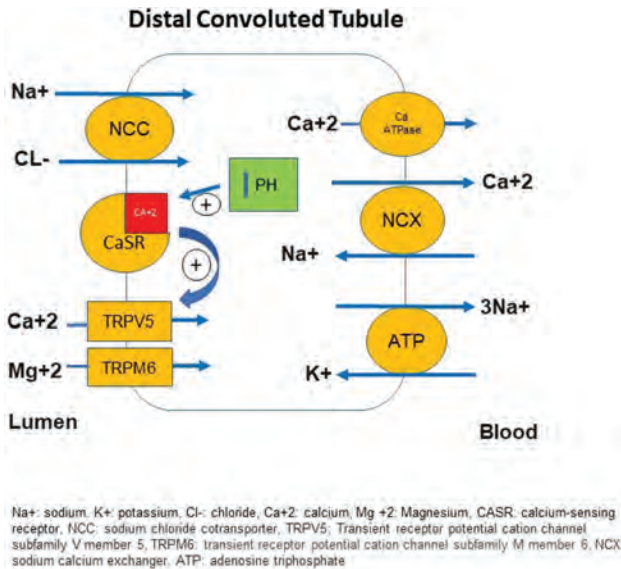 Distal Convoluted Tubule
Na+
NCC
CL-
Ca+2
Ca
ATPase
Ca+2
PH
+
CA+2
CaSR
NCX
+
Na+
Ca+2
TRPV5
3Na+
ATP
Mg+2
TRPM6
K+
Lumen
Blood
Na+: sodium, K+: potassium, Cl-: chloride, Ca+2: calcium, Mg +2: Magnesium, CASR: calcium-sensing
receptor, NCC: sodium chloride cotransporter, TRPV5: Transient receptor potential cation channel
subfamily V member 5, TRPM6: transient receptor potential cation channel subfamily M member 6, NCX
sodium calcium exchanger, ATP: adenosine triphosphate